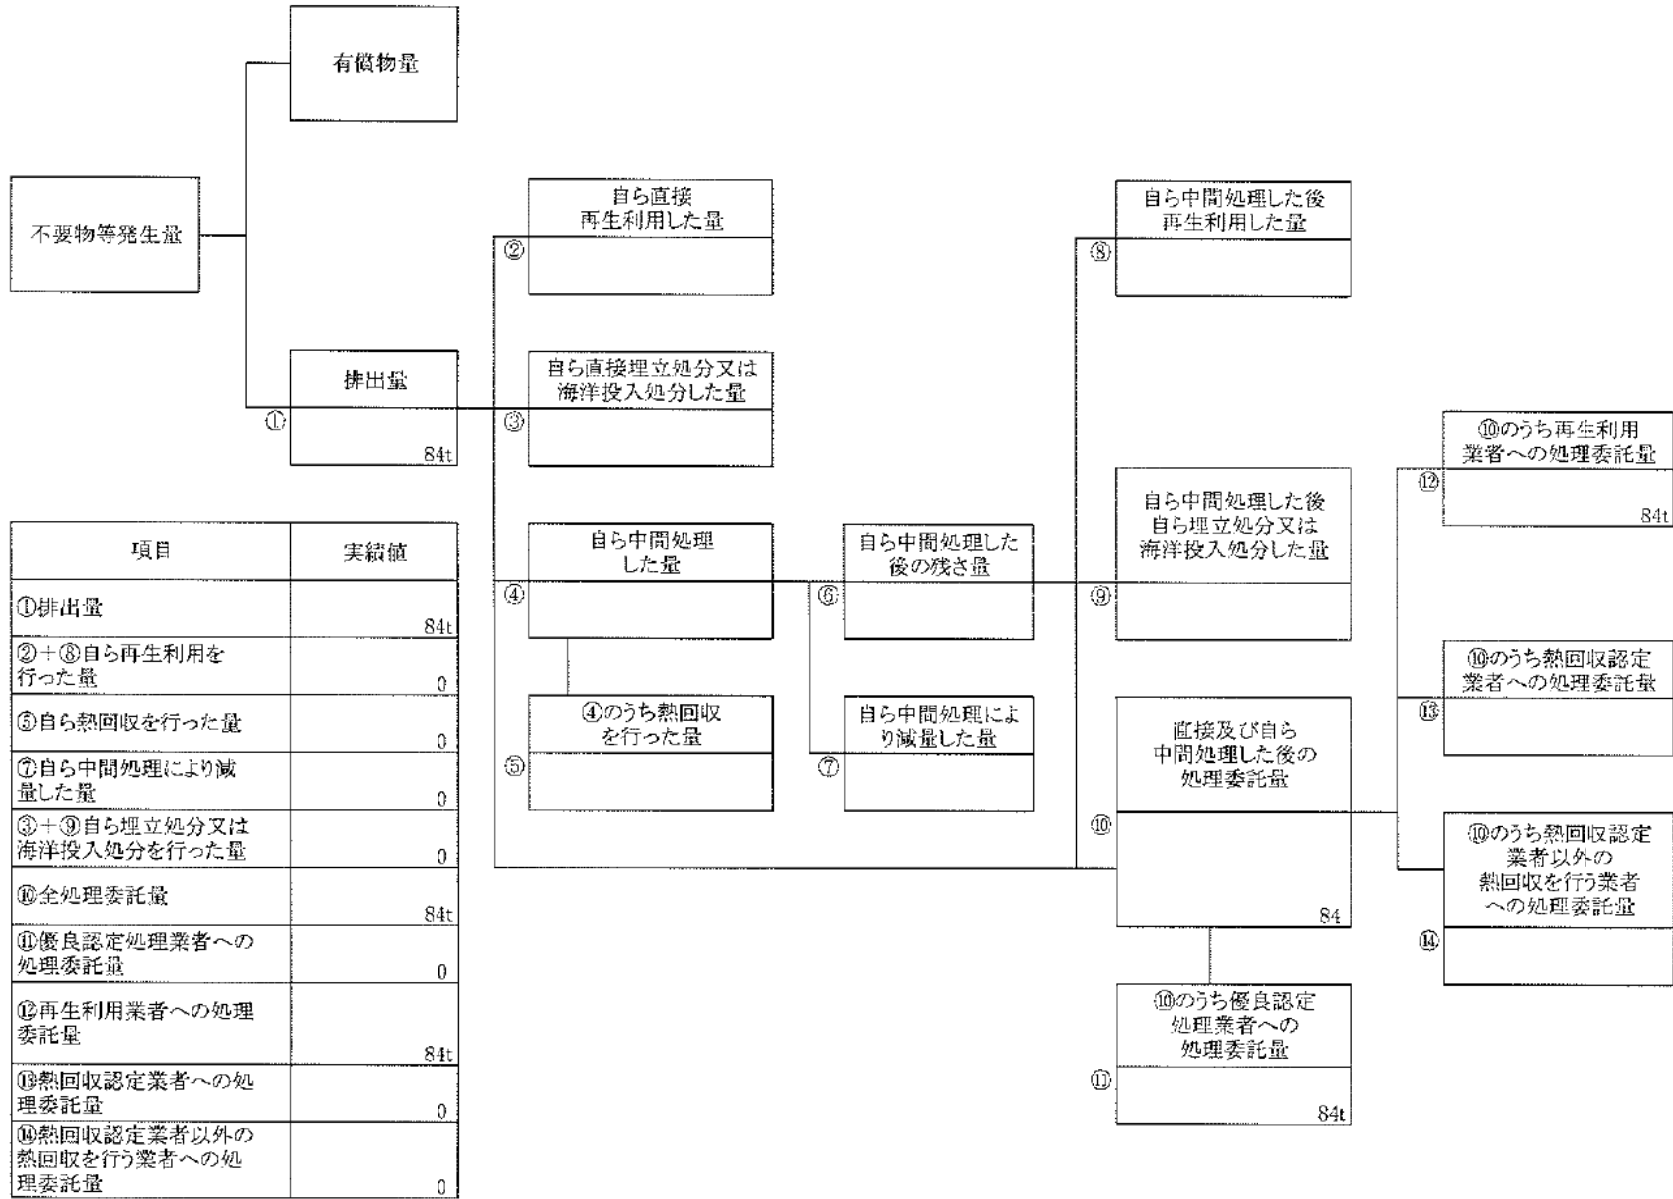 有償物量
不要物等発生量
排出量
①
84t
自ら直接
再生利用した量
②
自ら直接埋立処分又は
海洋投入処分した量
③
自ら中間処理
した量
④
④のうち熱回収
を行った量
⑤
自ら中間処理した
後の残さ量
⑥
自ら中間処理によ
り減量した量
⑦
自ら中間処理した後
再生利用した量
⑧
自ら中間処理した後
自ら埋立処分又は
海洋投入処分した量
⑨
直接及び自ら
中間処理した後の
処理委託量
⑩
84
⑩のうち優良認定
処理業者への
処理委託量
⑪
84t
⑩のうち再生利用
業者への処理委託量
⑫
84t
⑩のうち熱回収認定
業者への処理委託量
⑬
⑩のうち熱回収認定
業者以外の
熱回収を行う業者
への処理委託量
⑭
項目 実績値
①排出量
84t
②+⑧自ら再生利用を
行った量 0
⑤自ら熱回収を行った量
0
⑦自ら中間処理により減
量した量 0
③+⑨自ら埋立処分又は
海洋投入処分を行った量 0
⑩全処理委託量
84t
⑪優良認定処理業者への
処理委託量 0
⑫再生利用業者への処理
委託量
84t
⑬熱回収認定業者への処
理委託量 0
⑭熱回収認定業者以外の
熱回収を行う業者への処
理委託量 0